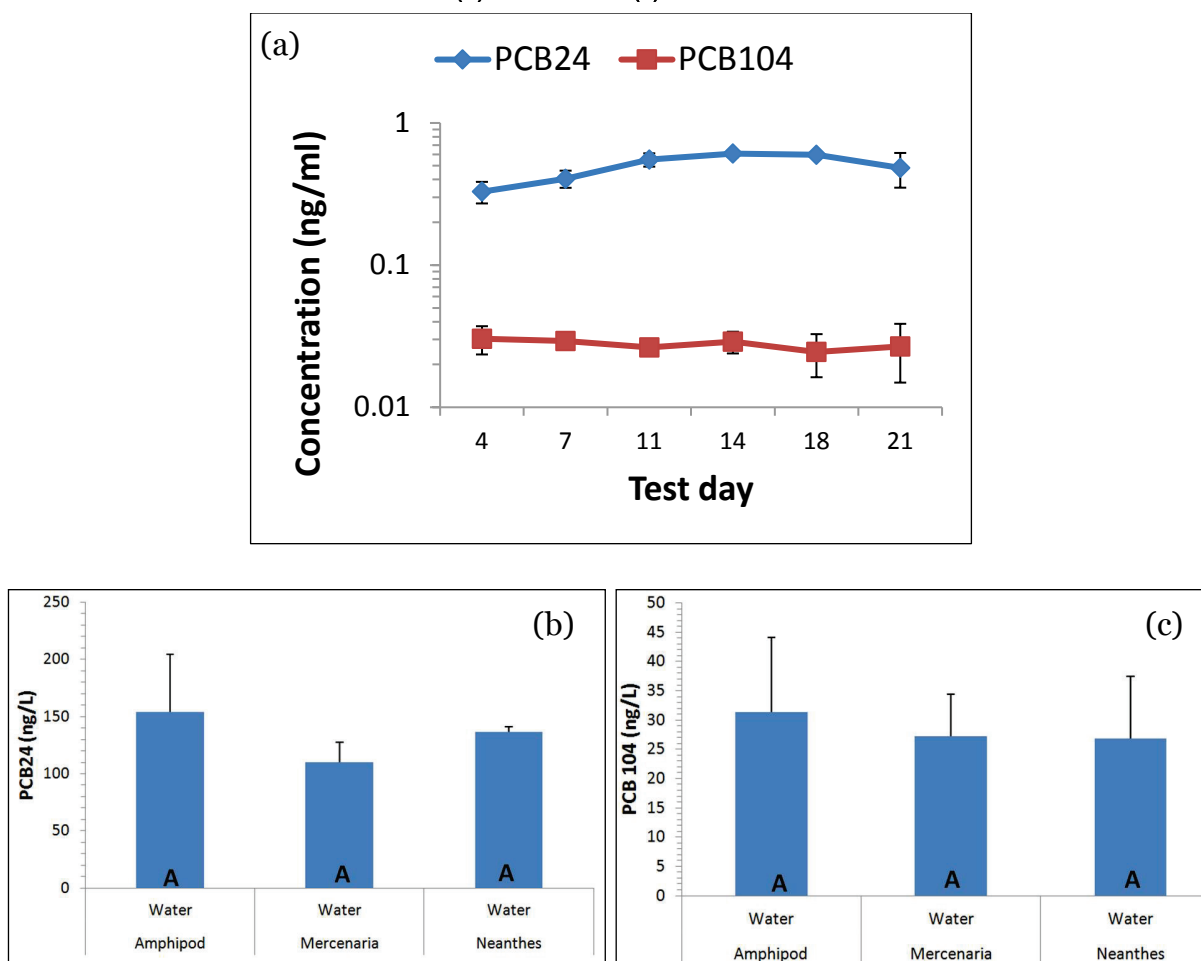 (a)
PCB24 PCB104
Concentration (ng/ml)
1
0.1
0.01
4 7 11 14 18 21
Test day
(b)
PCB24 (ng/L)
250
200
150
100
50
0
A A A
Water Water Water
Amphipod Mercenaria Neanthes
(c)
PCB 104 (ng/L)
50
45
40
35
30
25
20
15
10
5
0
A A A
Water Water Water
Amphipod Mercenaria Neanthes